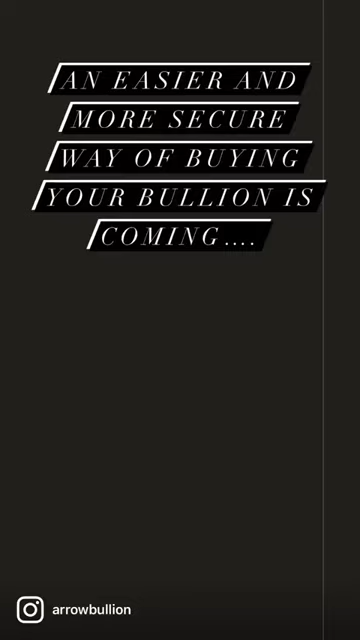 AN EASIER AND
MORE SECURE
WAY OF BUYING
YOUR BULLION IS
COMING....
arrowbullion